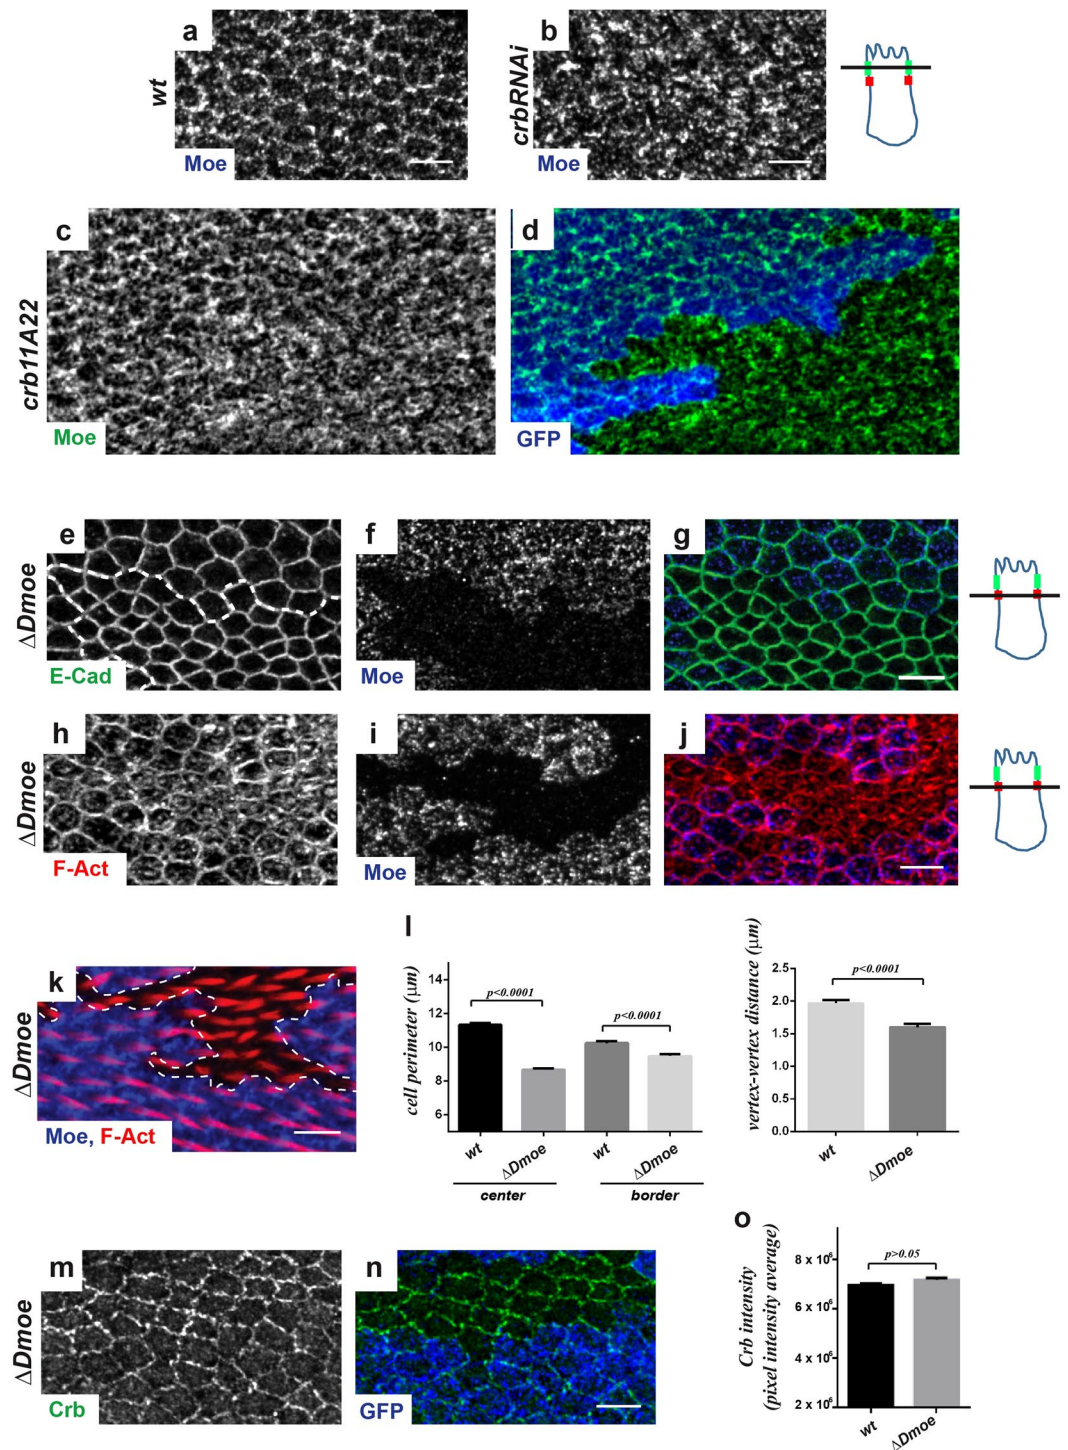 a
b
wt
crbRNAi
Moe
Moe
c
d
crb11A22
Moe
GFP
e
f
g
ΔDmoe
E-Cad
Moe
h
i
j
ΔDmoe
F-Act
Moe
k
ΔDmoe
Moe, F-Act
l
cell perimeter (μm)
14
12
10
8
6
p<0.0001
p<0.0001
wt
ΔDmoe
wt
ΔDmoe
center
border
vertex-vertex distance (μm)
2.5
2.0
1.5
1.0
0.5
0.0
p<0.0001
wt
ΔDmoe
m
n
ΔDmoe
Crb
GFP
o
Crb intensity
(pixel intensity average)
8 x 10⁶
6 x 10⁶
4 x 10⁶
2 x 10⁶
p>0.05
wt
ΔDmoe